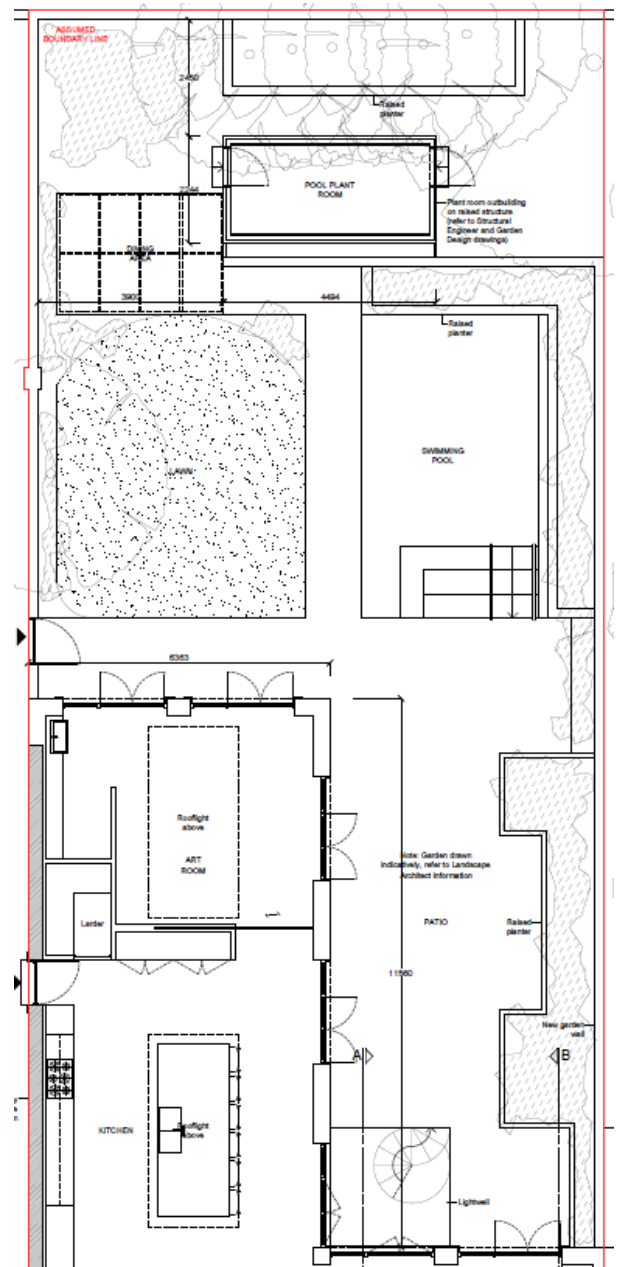 ASSUMED
BOUNDARY LINE
2450
Raised
planter
POOL PLANT
ROOM
2244
Plant room outbuilding
on raised structure
(refer to Structural
Engineer and Garden
Design drawings)
DINING
AREA
3900
4494
Raised
planter
LAWN
SWIMMING
POOL
6363
Rooflight
above
ART
ROOM
Note: Garden drawn
indicatively, refer to Landscape
Architect information
Larder
PATIO
Raised
planter
11560
New garden
wall
A
B
KITCHEN
Rooflight
above
Lightwell